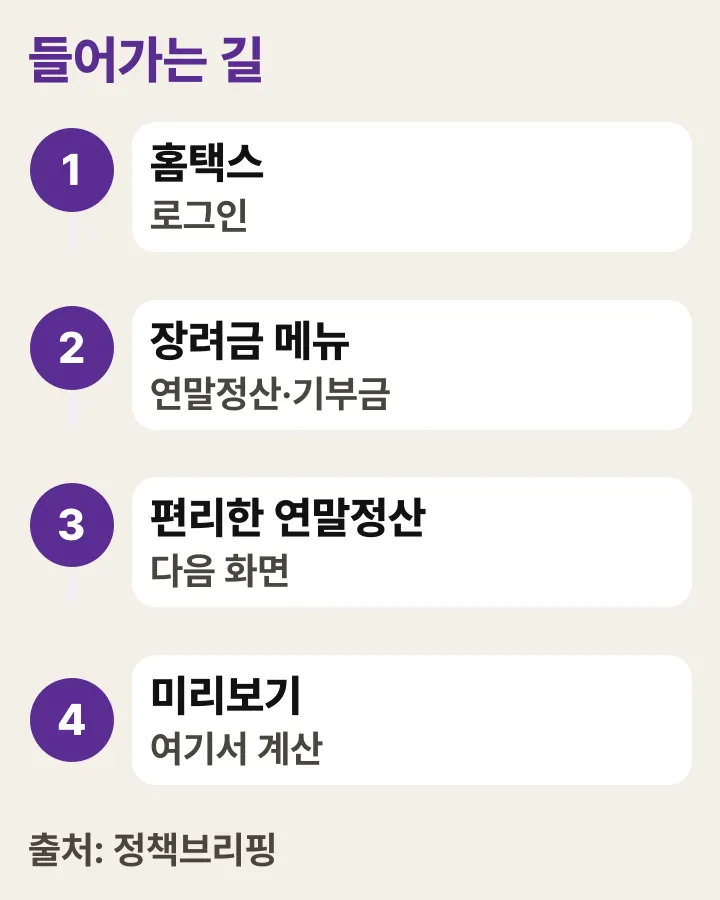 들어가는 길
1
홈택스
로그인
2
장려금 메뉴
연말정산·기부금
3
편리한 연말정산
다음 화면
4
미리보기
여기서 계산
출처: 정책브리핑